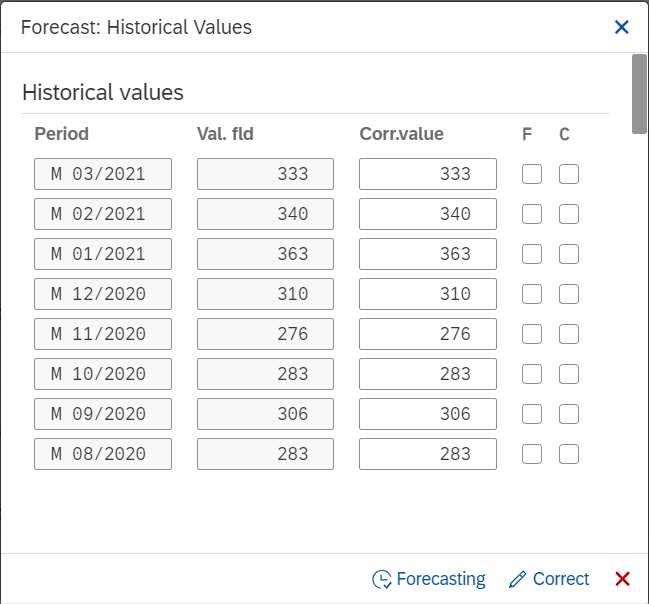 Forecast: Historical Values
Historical values
Period Val. fld Corr.value F C
M 03/2021 333 333
M 02/2021 340 340
M 01/2021 363 363
M 12/2020 310 310
M 11/2020 276 276
M 10/2020 283 283
M 09/2020 306 306
M 08/2020 283 283
Forecasting Correct